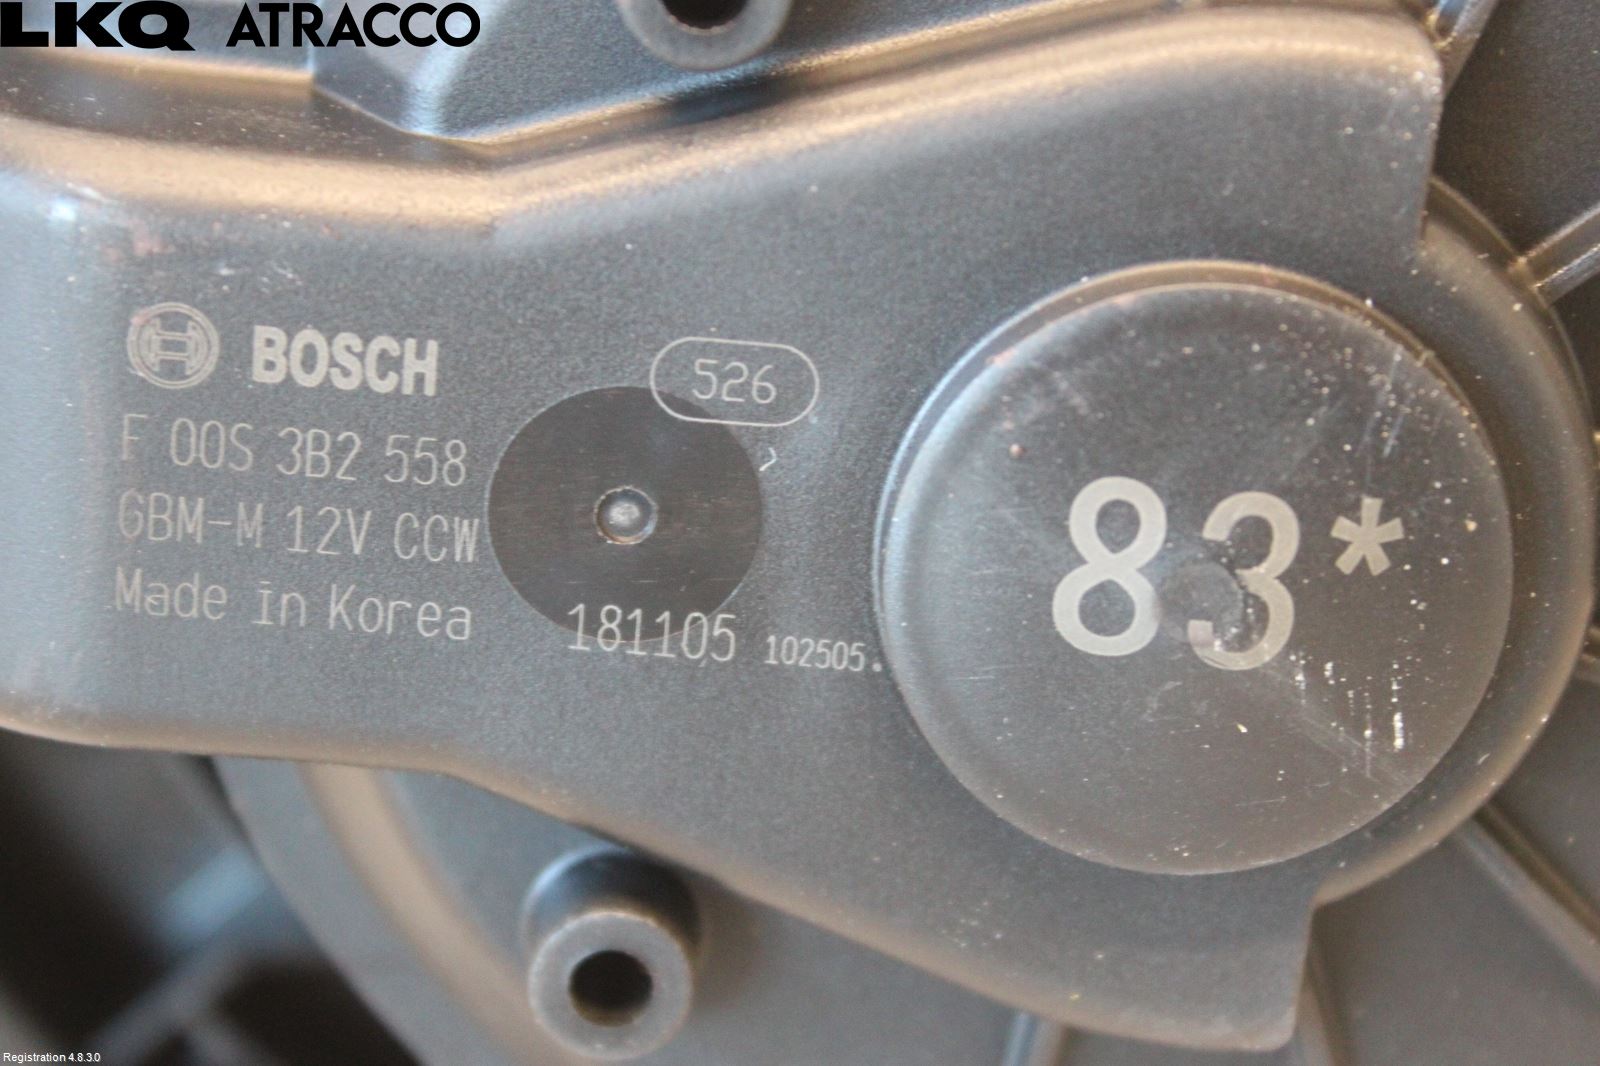 LKQ ATRACCO
BOSCH
526
F 00S 3B2 558
GBM-M 12V CCW
Made in Korea
181105 102505.
83*
Registration 4.8.3.0